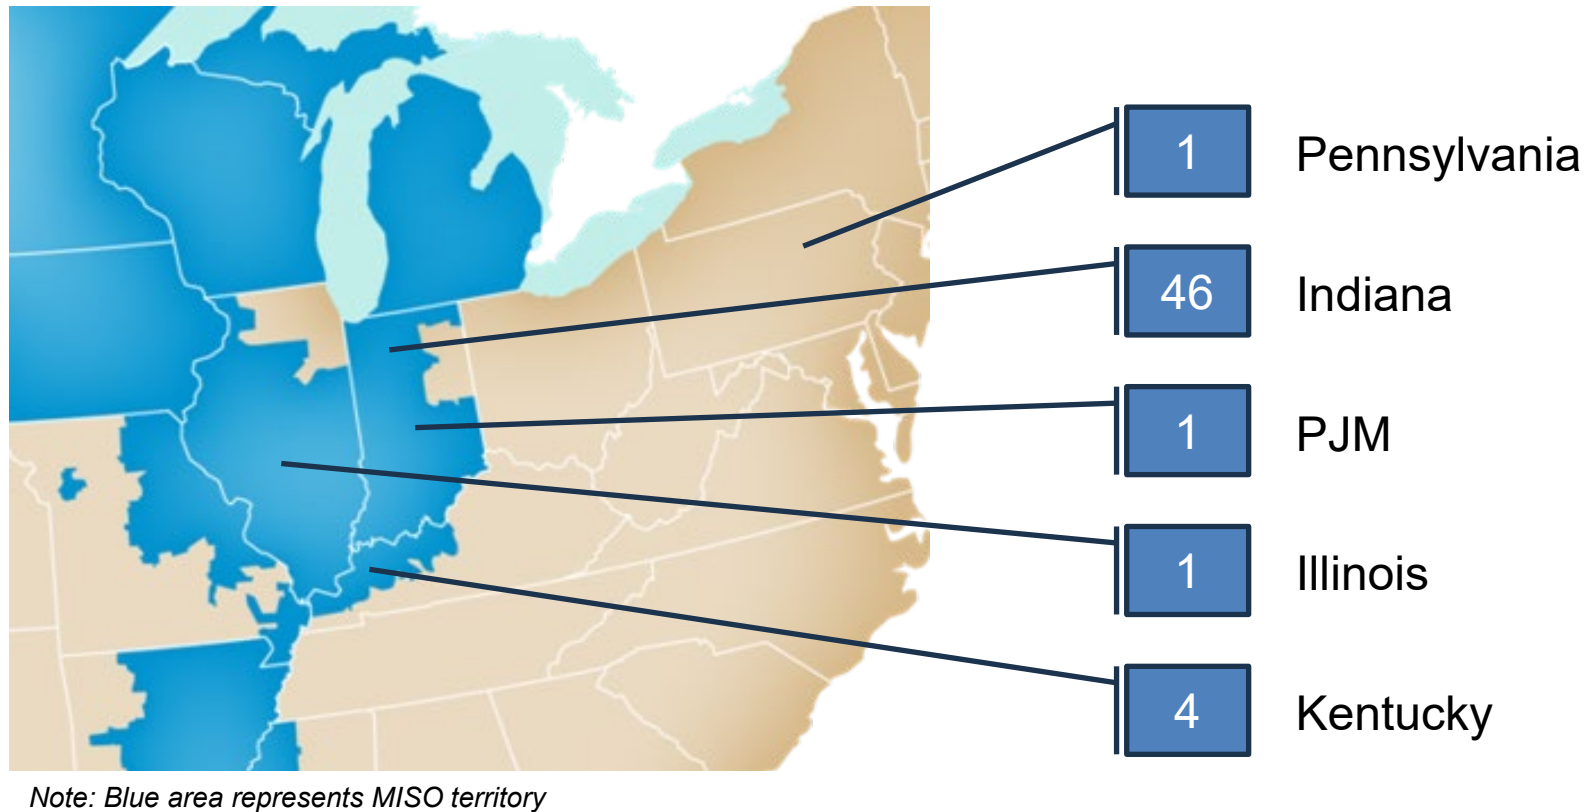 1 Pennsylvania
46 Indiana
1 PJM
1 Illinois
4 Kentucky
Note: Blue area represents MISO territory